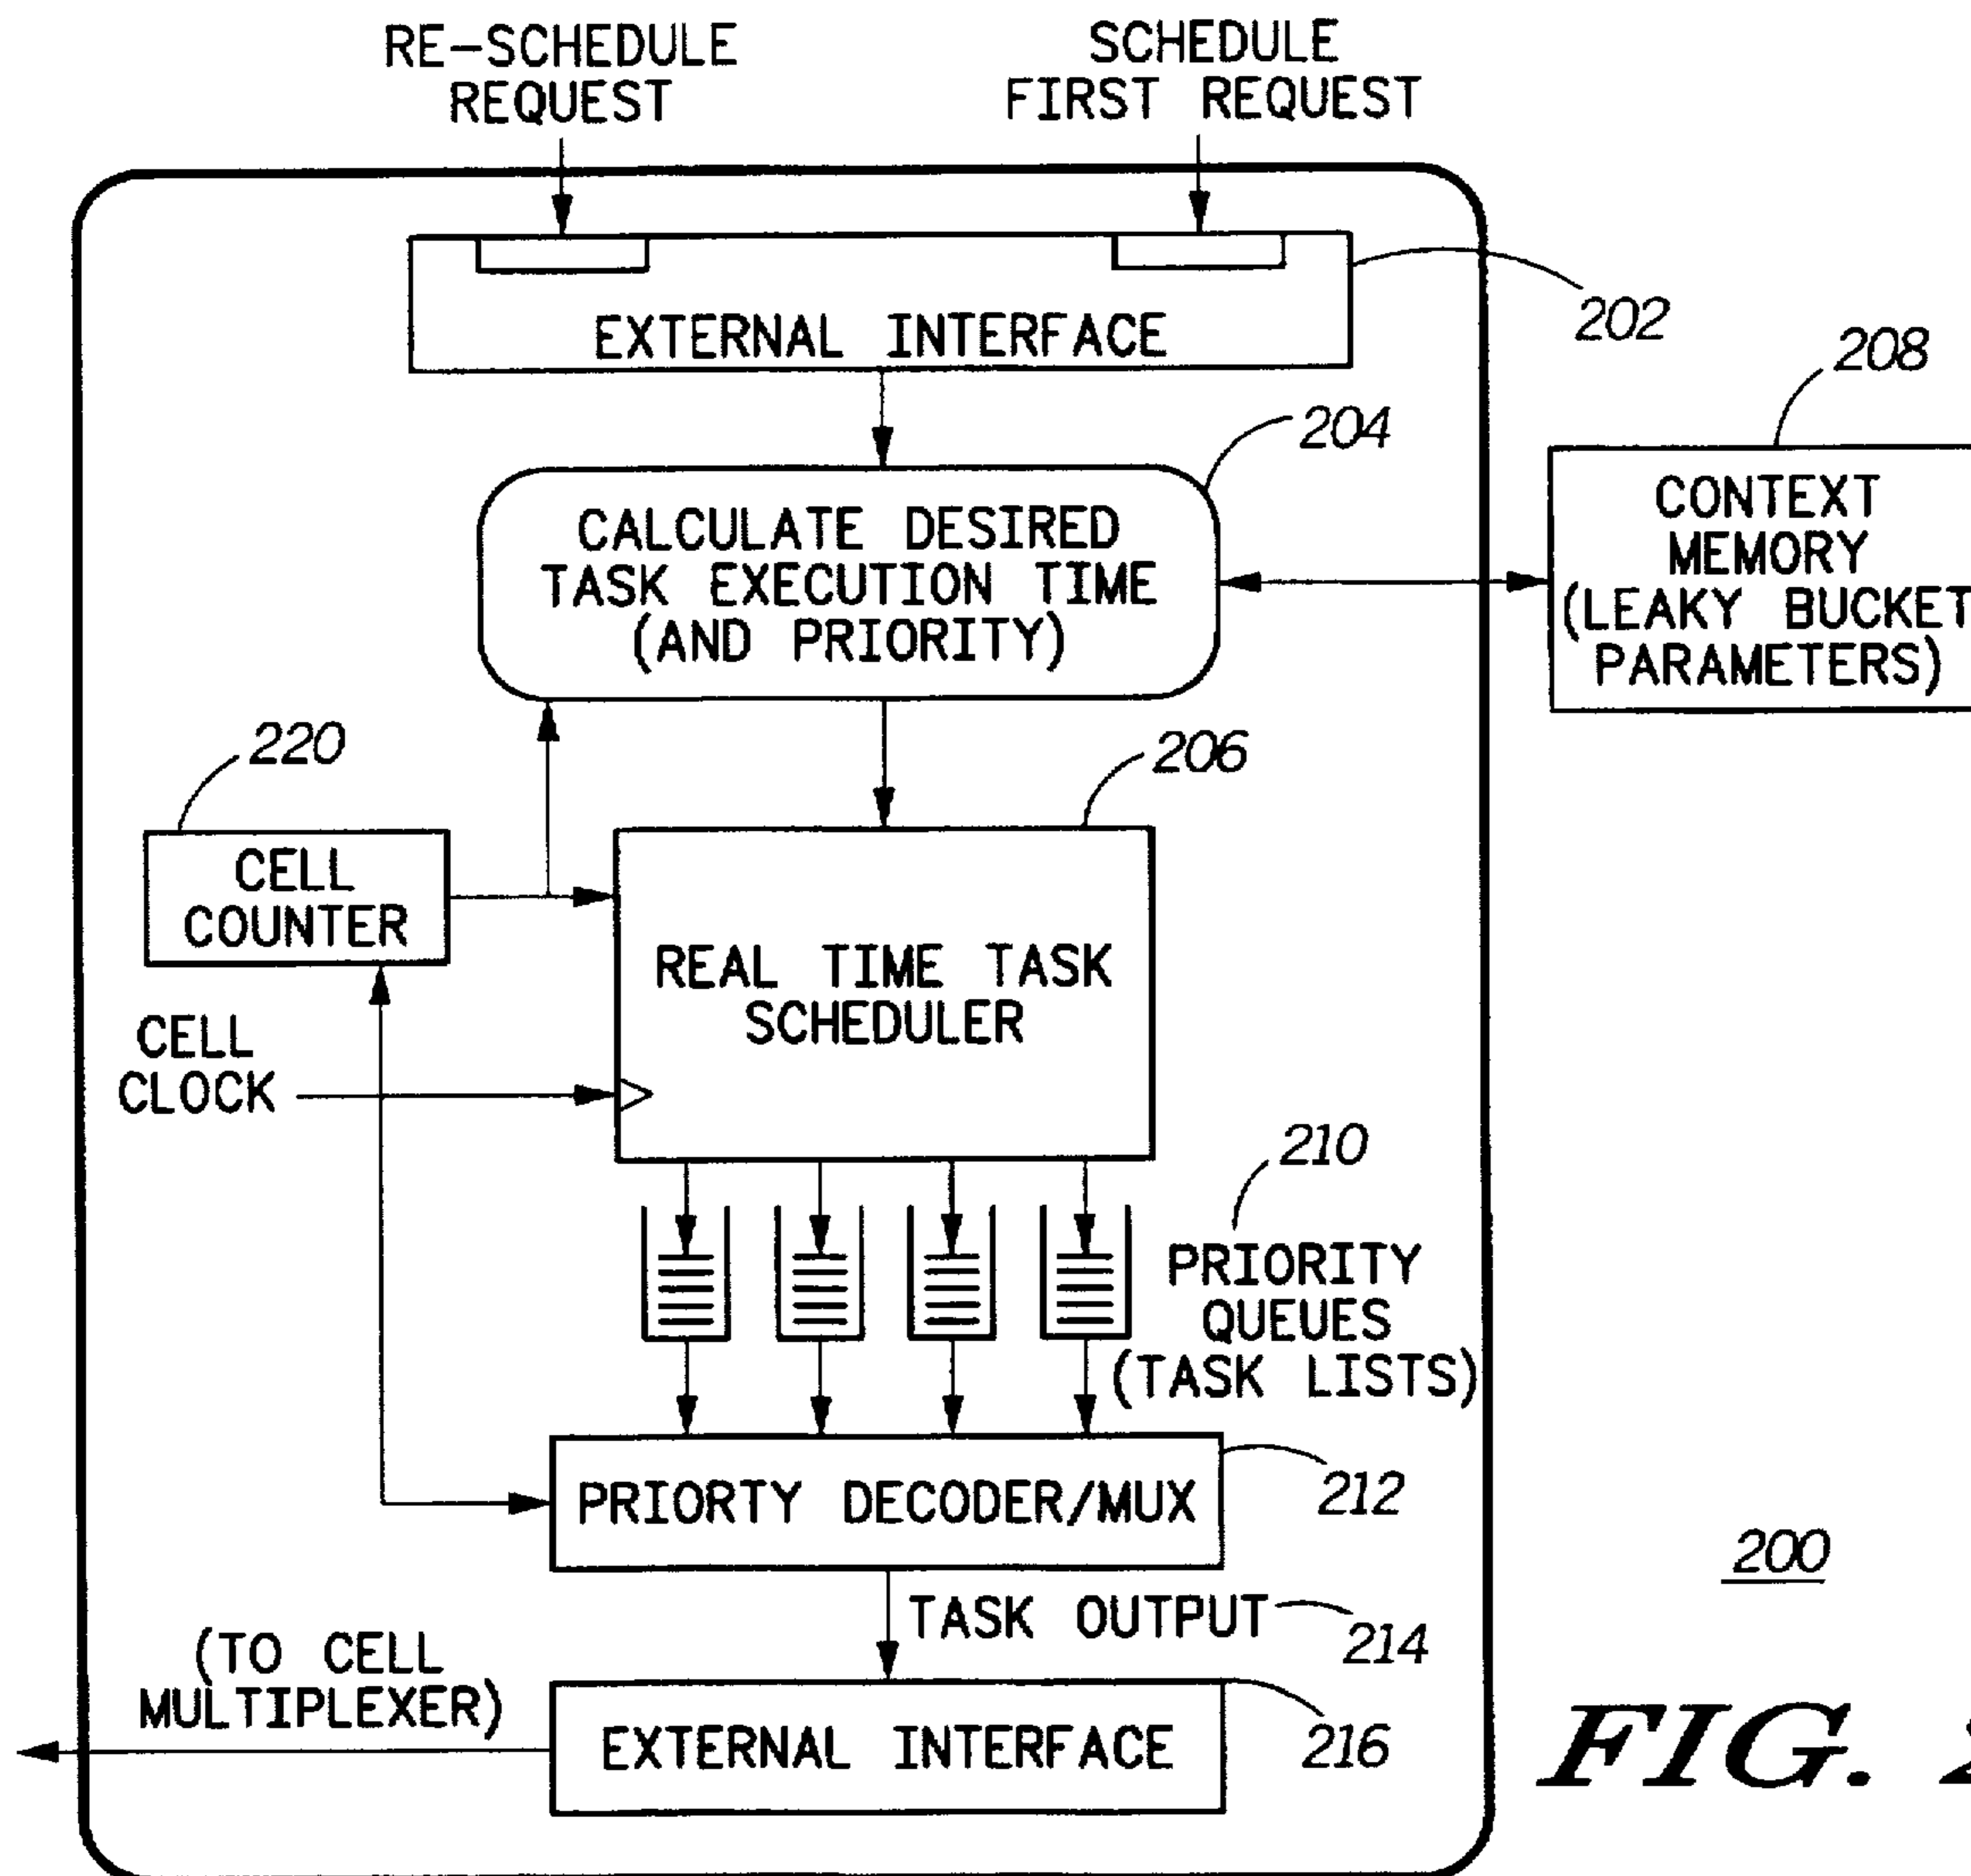 RE-SCHEDULE
REQUEST
SCHEDULE
FIRST REQUEST
EXTERNAL INTERFACE
202
208
204
CALCULATE DESIRED
TASK EXECUTION TIME
(AND PRIORITY)
CONTEXT
MEMORY
(LEAKY BUCKET
PARAMETERS)
220
206
CELL
COUNTER
REAL TIME TASK
SCHEDULER
CELL
CLOCK
210
PRIORITY
QUEUES
(TASK LISTS)
PRIORTY DECODER/MUX
212
200
TASK OUTPUT
214
(TO CELL
MULTIPLEXER)
EXTERNAL INTERFACE
216
FIG.